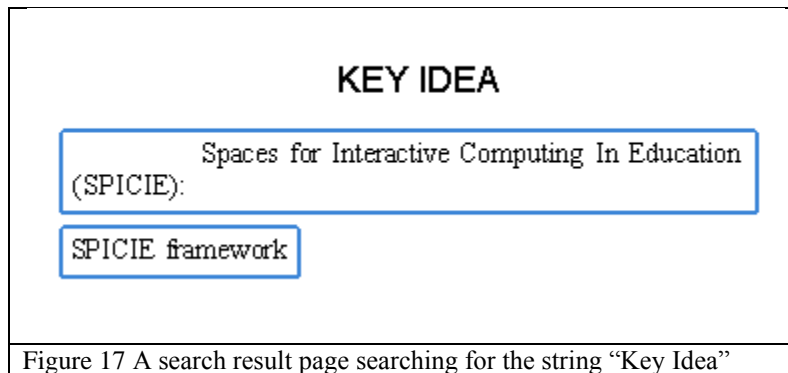 KEY IDEA
Spaces for Interactive Computing In Education
(SPICIE):
SPICIE framework
Figure 17 A search result page searching for the string “Key Idea”